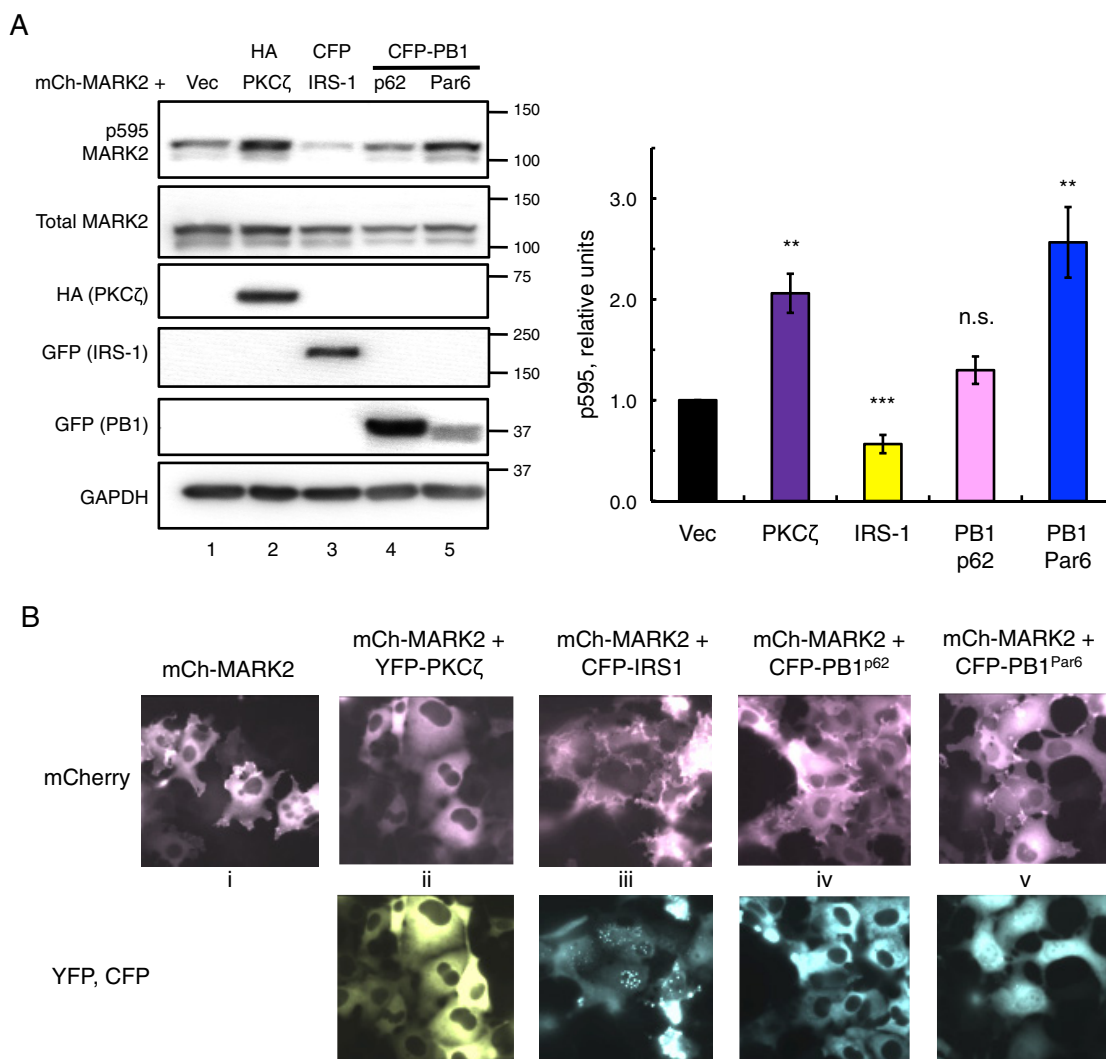 A
HA CFP CFP-PB1
mCh-MARK2 + Vec PKCζ IRS-1 p62 Par6
p595
MARK2
150
100
Total MARK2
150
100
HA (PKCζ)
75
GFP (IRS-1)
250
150
GFP (PB1)
37
GAPDH
37
1 2 3 4 5
p595, relative units
3.0
2.0
1.0
0.0
**
***
n.s.
**
Vec PKCζ IRS-1 PB1 PB1
p62 Par6
B
mCh-MARK2
mCh-MARK2 +
YFP-PKCζ
mCh-MARK2 +
CFP-IRS1
mCh-MARK2 +
CFP-PB1p62
mCh-MARK2 +
CFP-PB1Par6
mCherry
i ii iii iv v
YFP, CFP